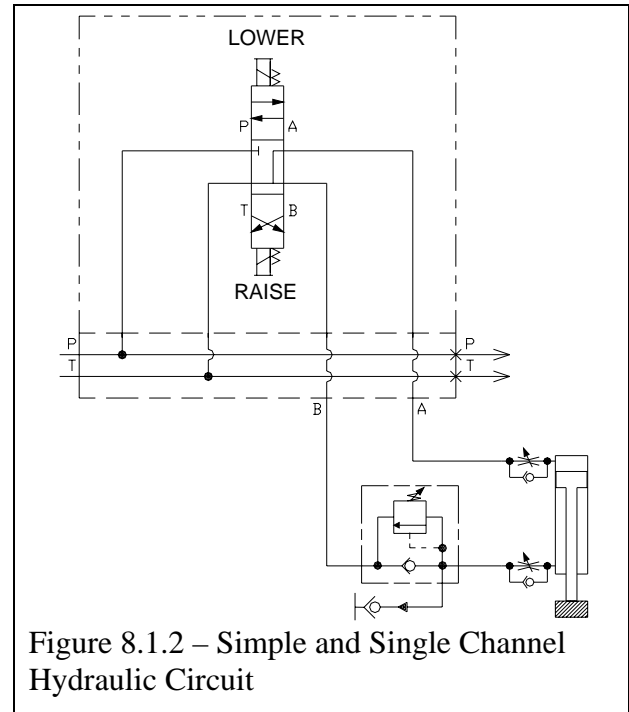 LOWER
P A
T B
RAISE
P P
T T
B A
Figure 8.1.2 – Simple and Single Channel
Hydraulic Circuit